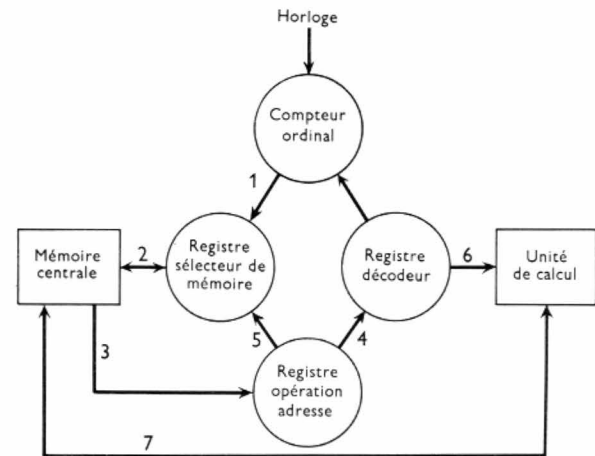 Horloge
Compteur
ordinal
1
Mémoire
centrale
2
Registre
sélecteur de
mémoire
Registre
décodeur
6
Unité
de calcul
3
5
4
Registre
opération
adresse
7